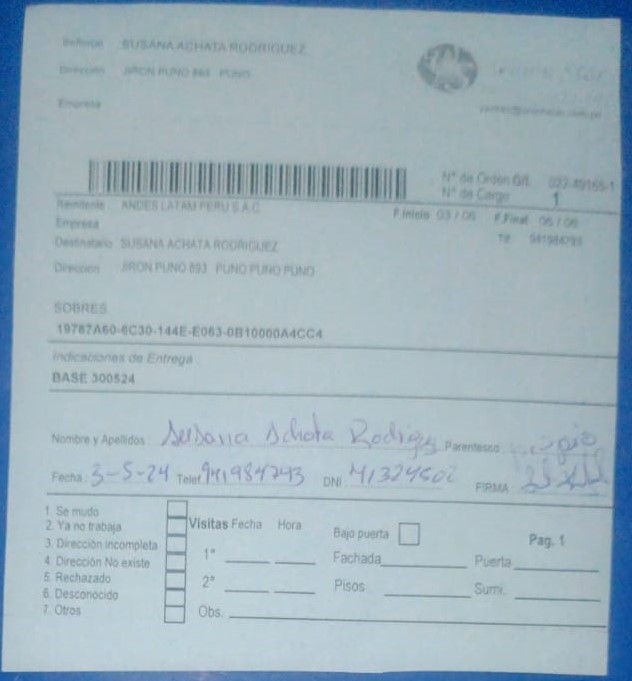 Señores SUSANA ACHATA RODRIGUEZ
Dirección JIRON PUNO 893 PUNO
Empresa
N° de Orden G/I. 022-49165-1
N° de Cargo 1
Remitente ANDES LATAM PERU S.A.C.
F.Inicio 03 / 06 F.Final 06 / 06
Empresa
Destinatario SUSANA ACHATA RODRIGUEZ
Tlf
Dirección JIRON PUNO 893 PUNO PUNO PUNO
SOBRES
19787A60-6C30-144E-E063-0B10000A4CC4
Indicaciones de Entrega
BASE 300524
Nombre y Apellidos: Susana Achata Rodrigz Parentesco
Fecha: 3-5-24 Telef 941984793 DNI: 41324602 FIRMA
1. Se mudo
2. Ya no trabaja
3. Dirección incompleta
4. Dirección No existe
5. Rechazado
6. Desconocido
7. Otros
Visitas Fecha Hora
1°
2°
Obs.
Bajo puerta
Pag. 1
Fachada Puerta
Pisos Sumi.